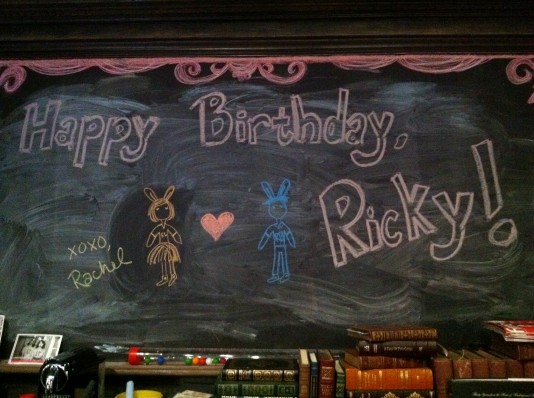 Happy Birthday,
Ricky!
xoxo,
Rachel